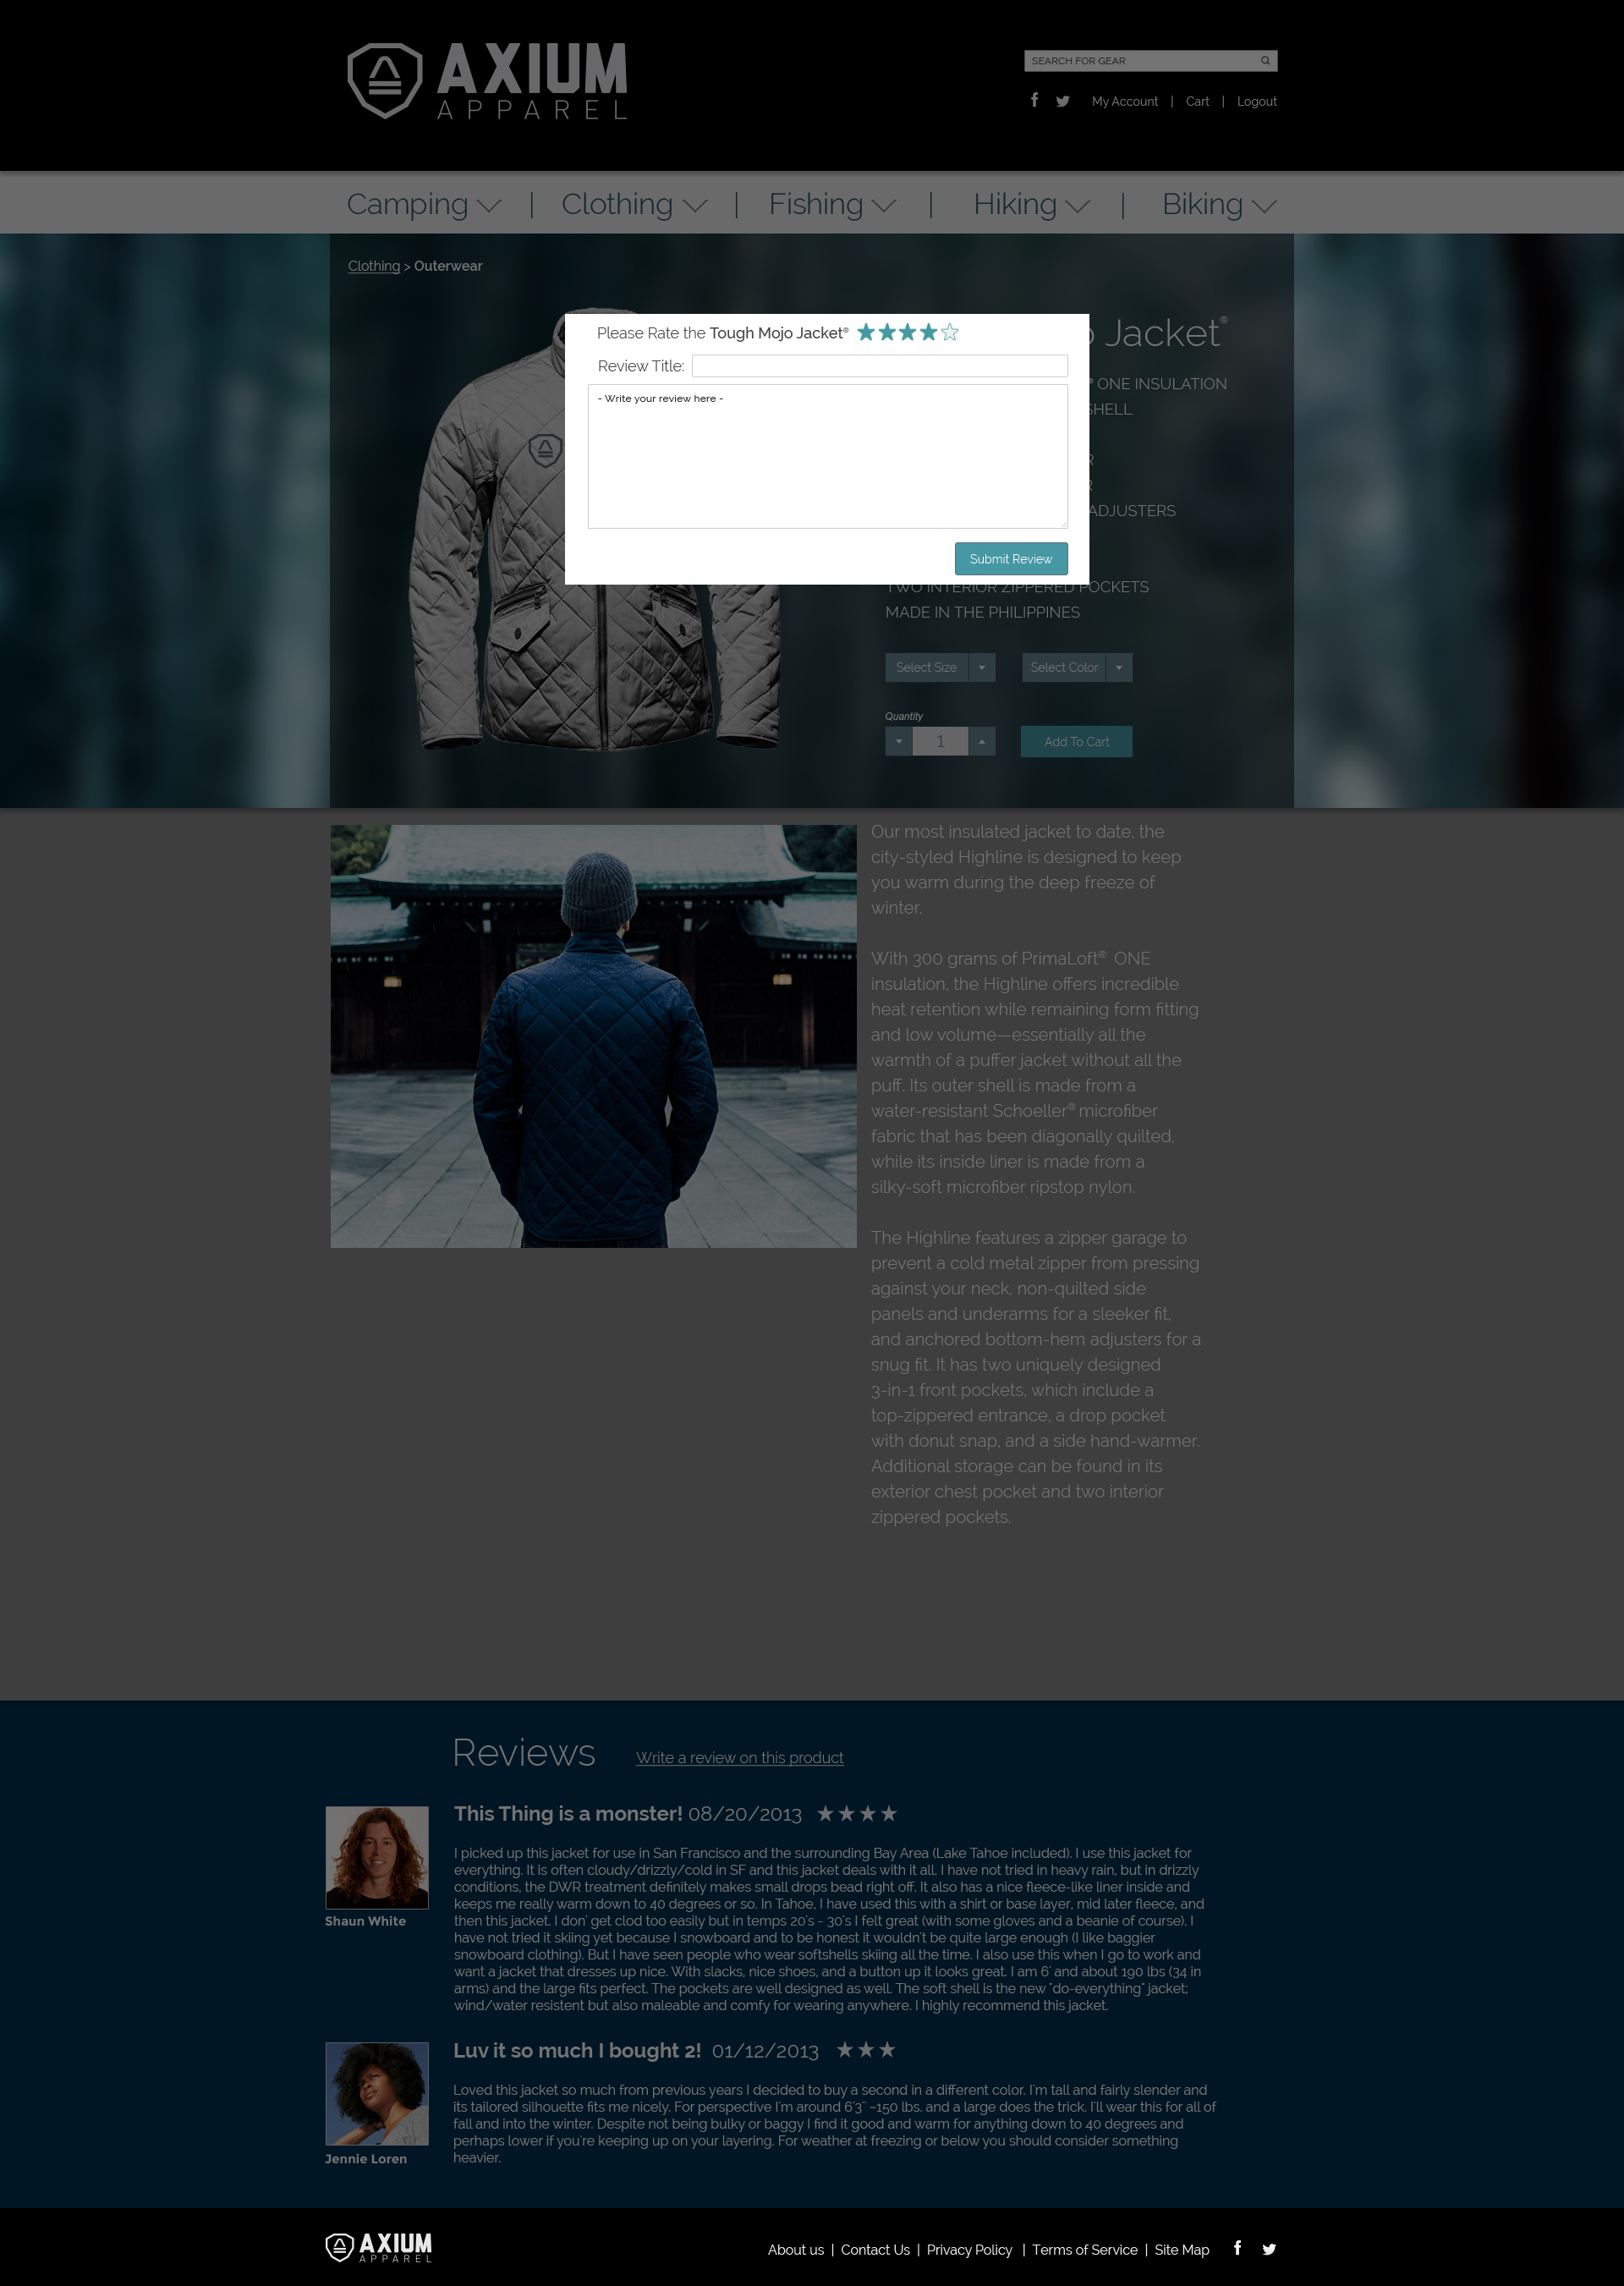 AXIUM
APPAREL
SEARCH FOR GEAR
My Account | Cart | Logout
Camping | Clothing | Fishing | Hiking | Biking
Clothing > Outerwear
Jacket®
Please Rate the Tough Mojo Jacket®
Review Title:
- Write your review here -
Submit Review
® ONE INSULATION
SHELL
ADJUSTERS
TWO INTERIOR ZIPPERED POCKETS
MADE IN THE PHILIPPINES
Select Size
Select Color
Quantity
1
Add To Cart
Our most insulated jacket to date, the
city-styled Highline is designed to keep
you warm during the deep freeze of
winter.
With 300 grams of PrimaLoft® ONE
insulation, the Highline offers incredible
heat retention while remaining form fitting
and low volume—essentially all the
warmth of a puffer jacket without all the
puff. Its outer shell is made from a
water-resistant Schoeller® microfiber
fabric that has been diagonally quilted,
while its inside liner is made from a
silky-soft microfiber ripstop nylon.
The Highline features a zipper garage to
prevent a cold metal zipper from pressing
against your neck, non-quilted side
panels and underarms for a sleeker fit,
and anchored bottom-hem adjusters for a
snug fit. It has two uniquely designed
3-in-1 front pockets, which include a
top-zippered entrance, a drop pocket
with donut snap, and a side hand-warmer.
Additional storage can be found in its
exterior chest pocket and two interior
zippered pockets.
Reviews
Write a review on this product
This Thing is a monster! 08/20/2013
I picked up this jacket for use in San Francisco and the surrounding Bay Area (Lake Tahoe included). I use this jacket for
everything. It is often cloudy/drizzly/cold in SF and this jacket deals with it all. I have not tried in heavy rain, but in drizzly
conditions, the DWR treatment definitely makes small drops bead right off. It also has a nice fleece-like liner inside and
keeps me really warm down to 40 degrees or so. In Tahoe, I have used this with a shirt or base layer, mid later fleece, and
then this jacket. I don' get clod too easily but in temps 20's - 30's I felt great (with some gloves and a beanie of course). I
have not tried it skiing yet because I snowboard and to be honest it wouldn't be quite large enough (I like baggier
snowboard clothing). But I have seen people who wear softshells skiing all the time. I also use this when I go to work and
want a jacket that dresses up nice. With slacks, nice shoes, and a button up it looks great. I am 6' and about 190 lbs (34 in
arms) and the large fits perfect. The pockets are well designed as well. The soft shell is the new "do-everything" jacket;
wind/water resistent but also maleable and comfy for wearing anywhere. I highly recommend this jacket.
Shaun White
Luv it so much I bought 2! 01/12/2013
Loved this jacket so much from previous years I decided to buy a second in a different color. I'm tall and fairly slender and
its tailored silhouette fits me nicely. For perspective I'm around 6'3" ~150 lbs. and a large does the trick. I'll wear this for all of
fall and into the winter. Despite not being bulky or baggy I find it good and warm for anything down to 40 degrees and
perhaps lower if you're keeping up on your layering. For weather at freezing or below you should consider something
heavier.
Jennie Loren
AXIUM
APPAREL
About us | Contact Us | Privacy Policy | Terms of Service | Site Map